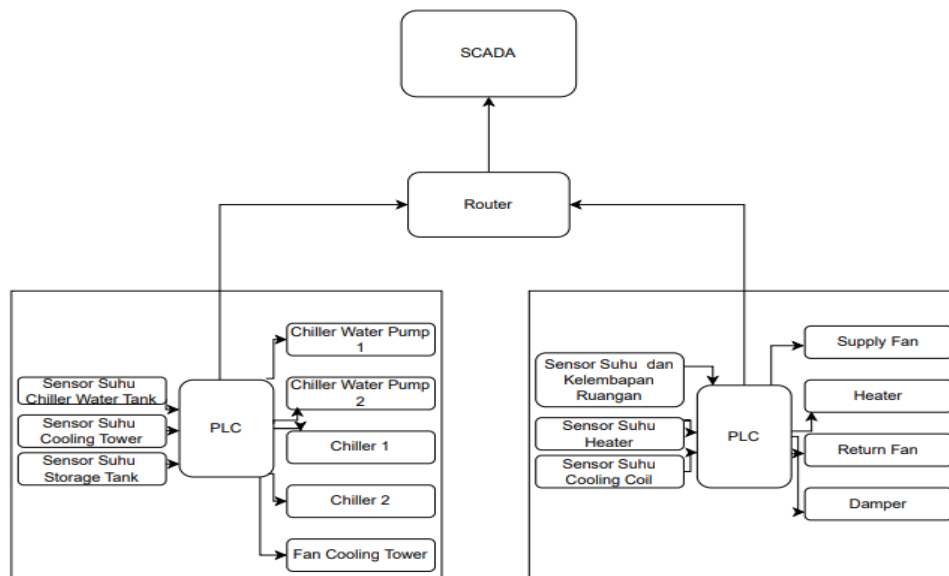 SCADA
Router
Chiller Water Pump
1
Chiller Water Pump
2
Chiller 1
Chiller 2
Fan Cooling Tower
PLC
Sensor Suhu
Chiller Water Tank
Sensor Suhu
Cooling Tower
Sensor Suhu
Storage Tank
Sensor Suhu dan
Kelembapan
Ruangan
Sensor Suhu
Heater
Sensor Suhu
Cooling Coil
PLC
Supply Fan
Heater
Return Fan
Damper